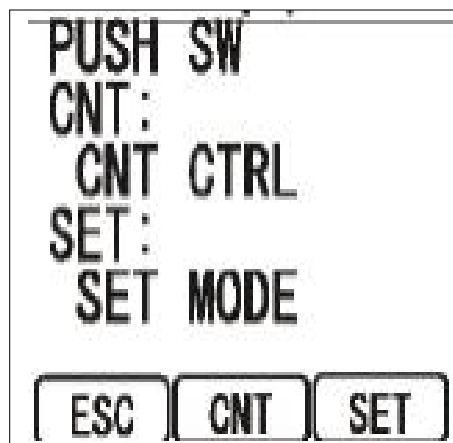 PUSH SW
CNT:
CNT CTRL
SET:
SET MODE
ESC CNT SET